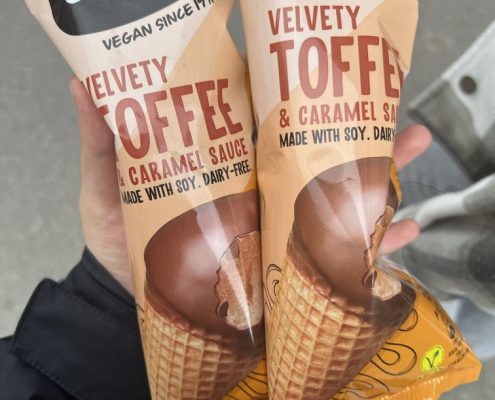 VEGAN SINCE
VELVETY
TOFFEE
& CARAMEL SAUCE
MADE WITH SOY. DAIRY-FREE
VELVETY
TOFFEE
& CARAMEL SAU
MADE WITH SOY. DAIRY